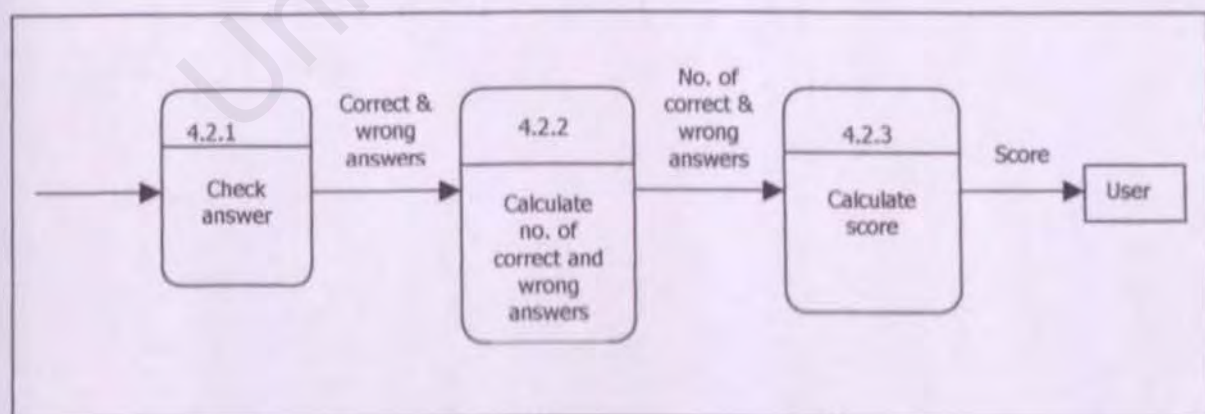 4.2.1
Check
answer
Correct &
wrong
answers
4.2.2
Calculate
no. of
correct and
wrong
answers
No. of
correct &
wrong
answers
4.2.3
Calculate
score
Score
User